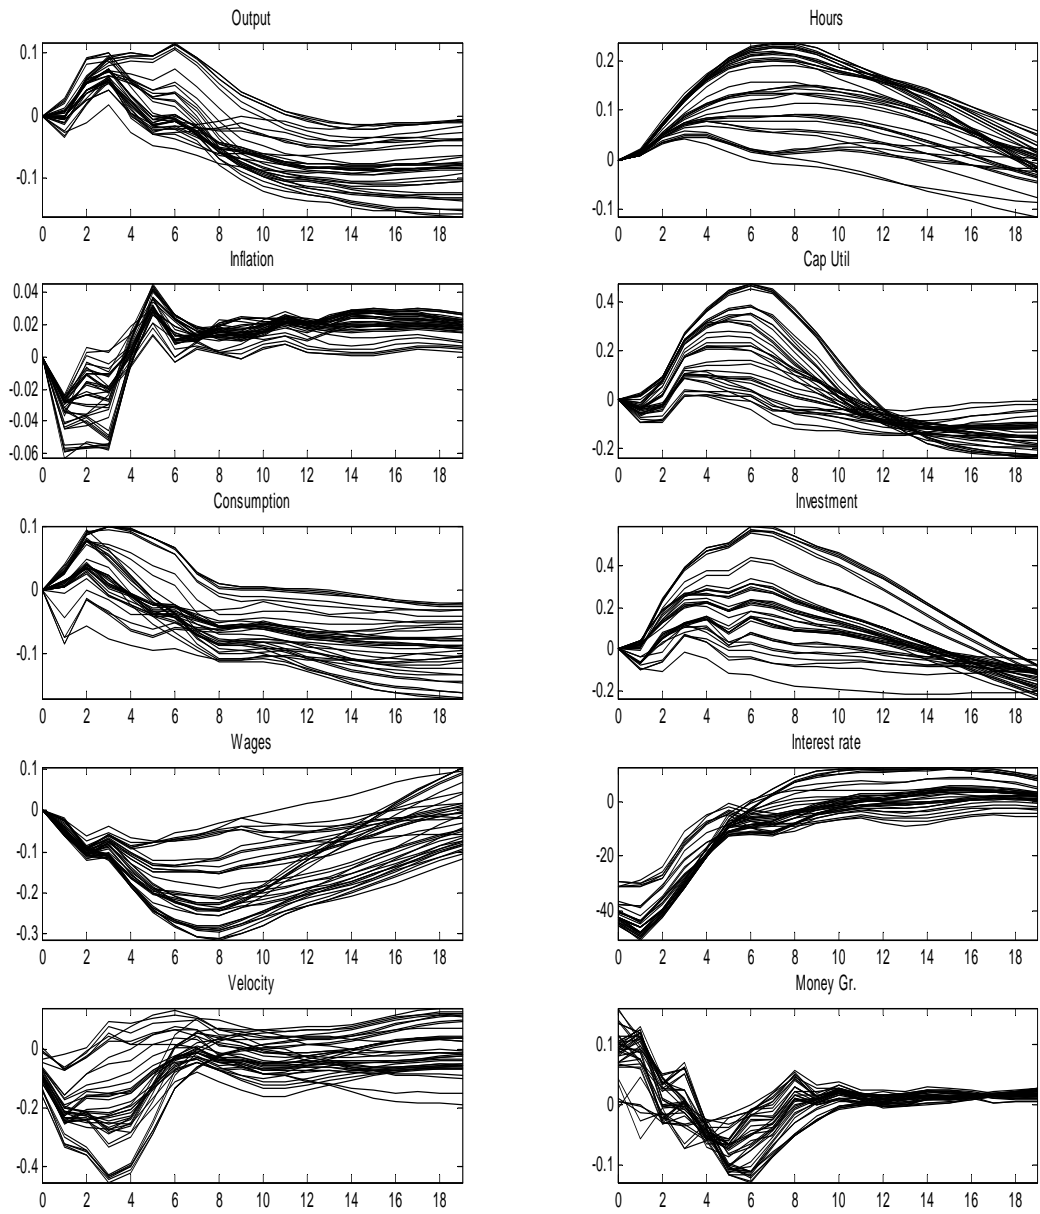 Output
0.1
0
-0.1
0 2 4 6 8 10 12 14 16 18
Hours
0.2
0.1
0
-0.1
0 2 4 6 8 10 12 14 16 18
Inflation
0.04
0.02
0
-0.02
-0.04
-0.06
0 2 4 6 8 10 12 14 16 18
Cap Util
0.4
0.2
0
-0.2
0 2 4 6 8 10 12 14 16 18
Consumption
0.1
0
-0.1
0 2 4 6 8 10 12 14 16 18
Investment
0.4
0.2
0
-0.2
0 2 4 6 8 10 12 14 16 18
Wages
0.1
0
-0.1
-0.2
-0.3
0 2 4 6 8 10 12 14 16 18
Interest rate
0
-20
-40
0 2 4 6 8 10 12 14 16 18
Velocity
0
-0.2
-0.4
0 2 4 6 8 10 12 14 16 18
Money Gr.
0.1
0
-0.1
0 2 4 6 8 10 12 14 16 18